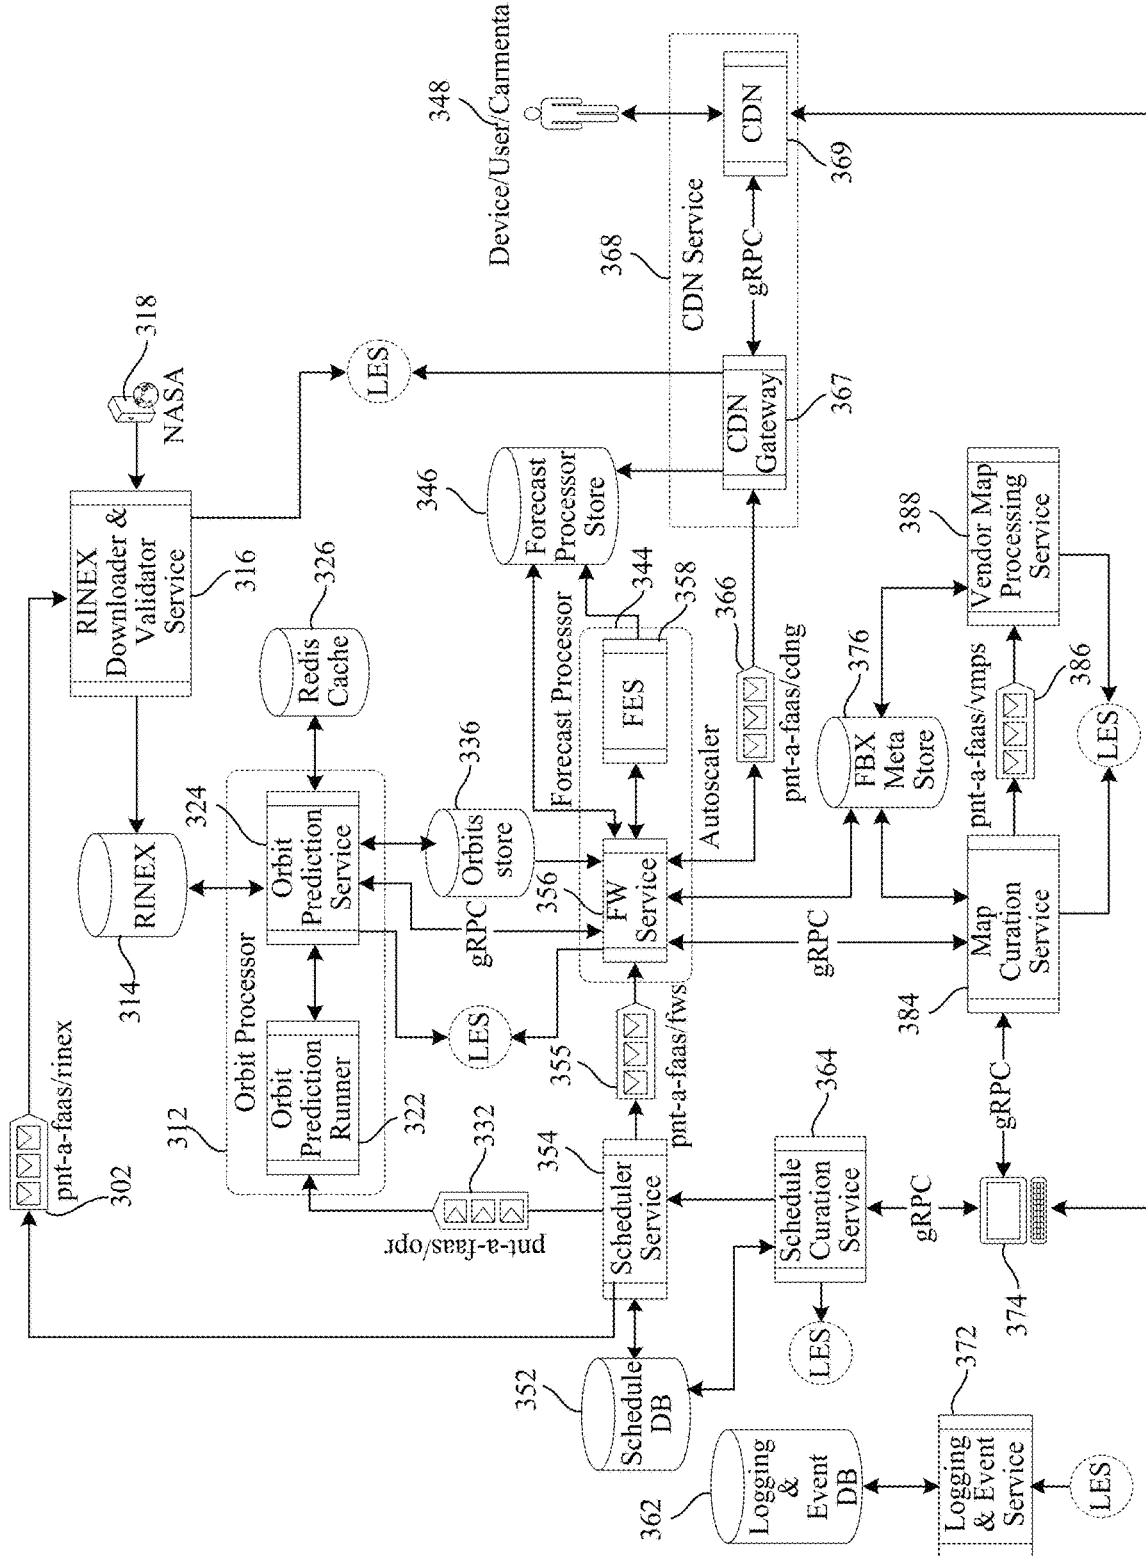 302
pnt-a-faas/rinex
RINEX
Downloader &
Validator
Service
316
318
NASA
314
RINEX
312
Orbit Processor
Orbit
Prediction
Runner
322
Orbit
Prediction
Service
324
Redis
Cache
326
LES
332
pnt-a-faas/opr
LES
gRPC
Orbits
store
336
346
Forecast
Processor
Store
348
Device/User/Carmenta
352
Schedule
DB
354
Scheduler
Service
355
pnt-a-faas/fws
356
FW
Service
Forecast Processor
FES
344
358
Autoscaler
366
pnt-a-faas/cdng
368
CDN Service
CDN
Gateway
367
gRPC
CDN
369
362
Logging
&
Event
DB
LES
Schedule
Curation
Service
364
gRPC
gRPC
376
FBX
Meta
Store
372
Logging
& Event
Service
LES
374
gRPC
384
Map
Curation
Service
pnt-a-faas/vmps
386
388
Vendor Map
Processing
Service
LES